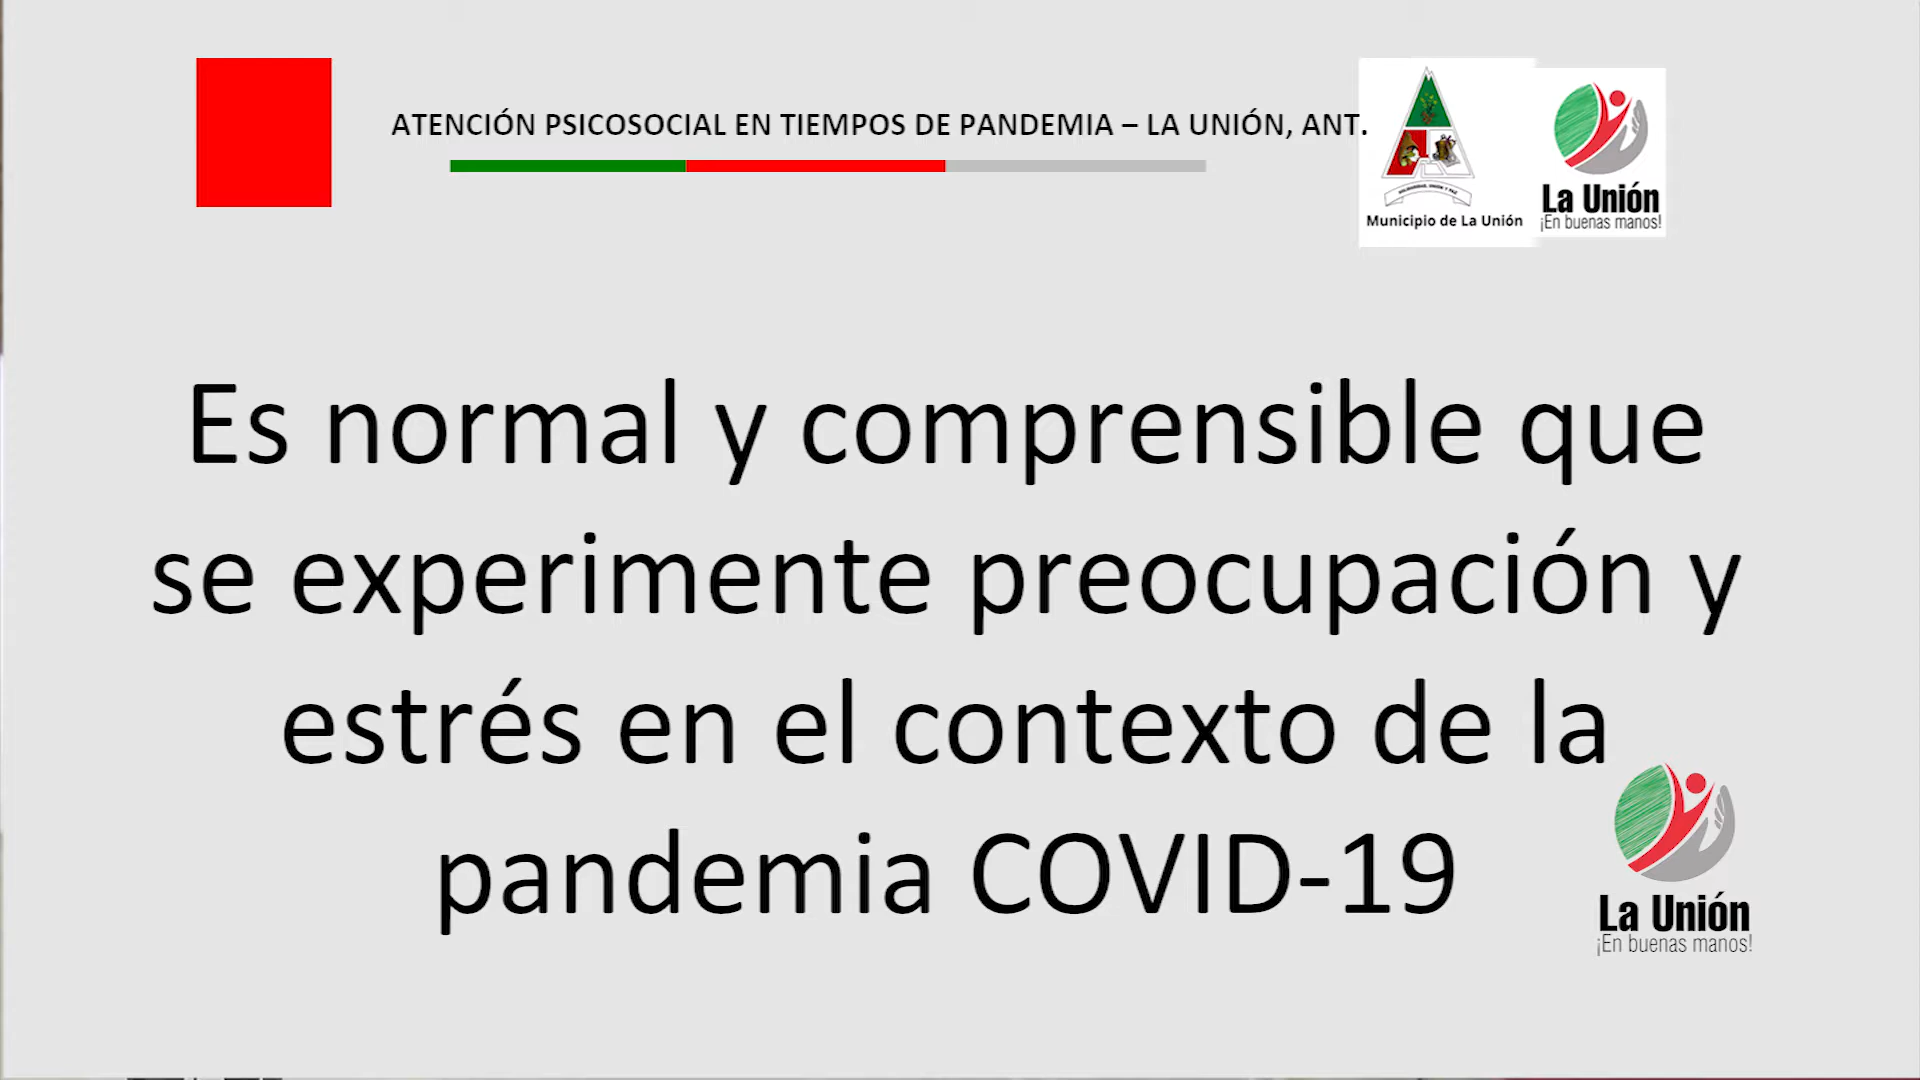 ATENCIÓN PSICOSOCIAL EN TIEMPOS DE PANDEMIA – LA UNIÓN, ANT.
Municipio de La Unión
La Unión
¡En buenas manos!
Es normal y comprensible que
se experimente preocupación y
estrés en el contexto de la
pandemia COVID-19
La Unión
¡En buenas manos!